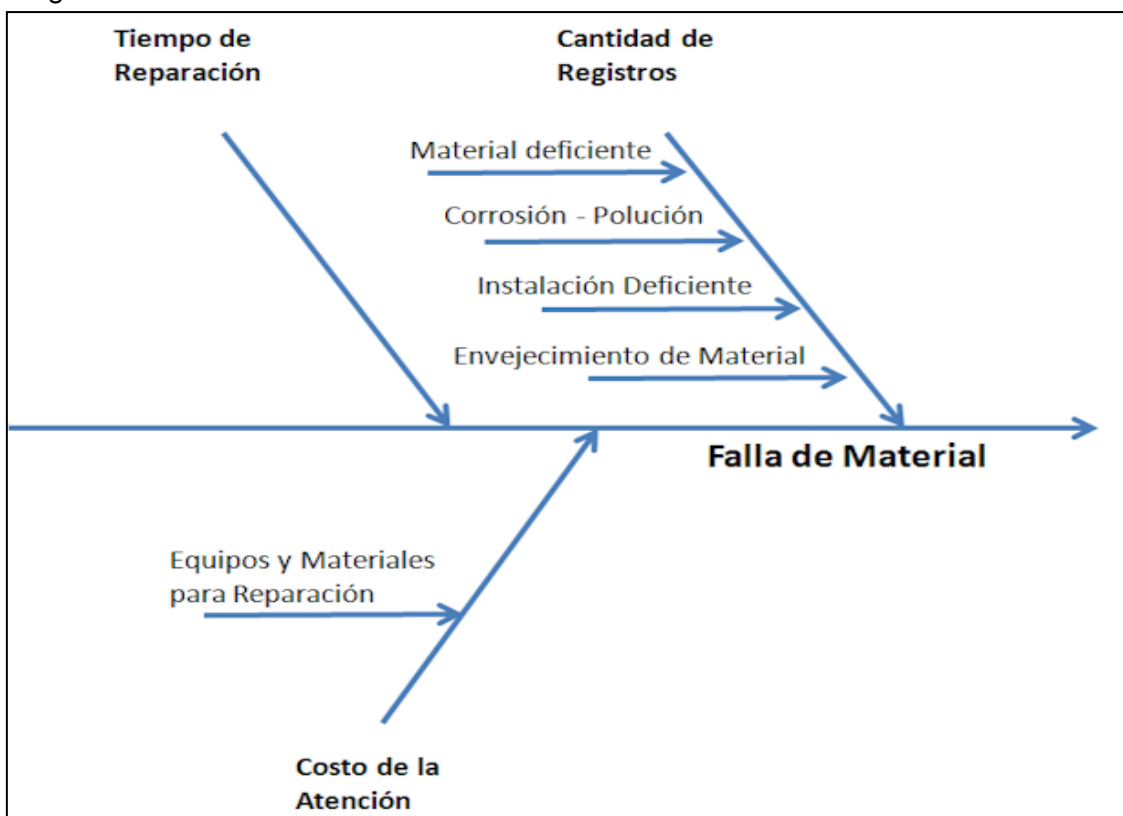 Tiempo de
Reparación
Cantidad de
Registros
Material deficiente
Corrosión - Polución
Instalación Deficiente
Envejecimiento de Material
Falla de Material
Equipos y Materiales
para Reparación
Costo de la
Atención